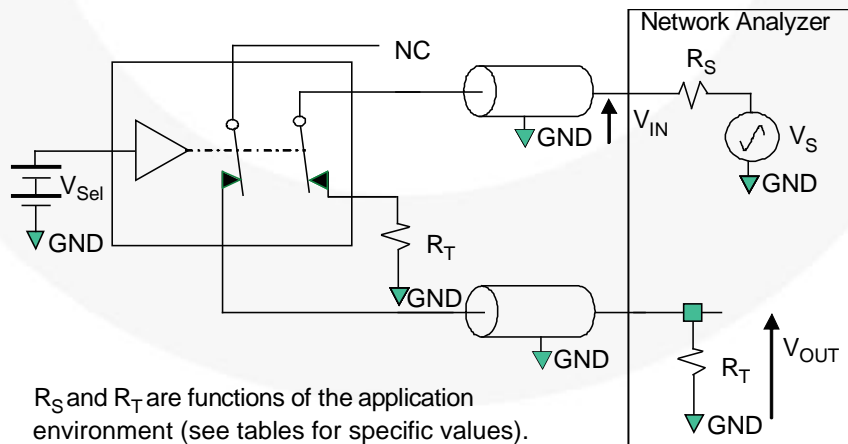 Network Analyzer
NC
R_S
GND
V_IN
V_S
GND
V_Sel
GND
R_T
GND
GND
R_T
V_OUT
GND
R_S and R_T are functions of the application
environment (see tables for specific values).